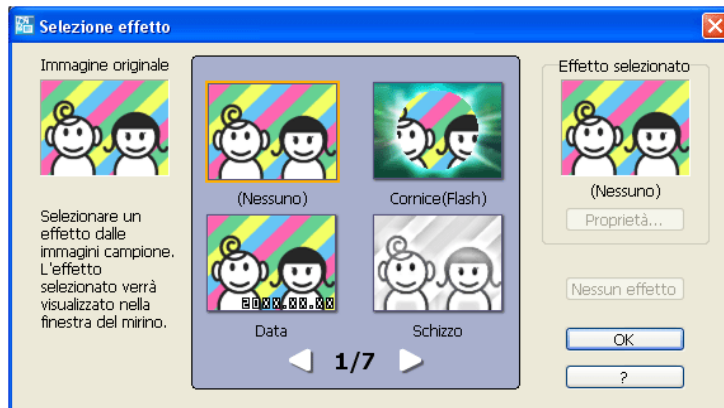 Selezione effetto
Immagine originale
Selezionare un
effetto dalle
immagini campione.
L'effetto
selezionato verrà
visualizzato nella
finestra del mirino.
(Nessuno)
Cornice(Flash)
20XX.XX.XX
Data
Schizzo
1/7
Effetto selezionato
(Nessuno)
Proprietà...
Nessun effetto
OK
?